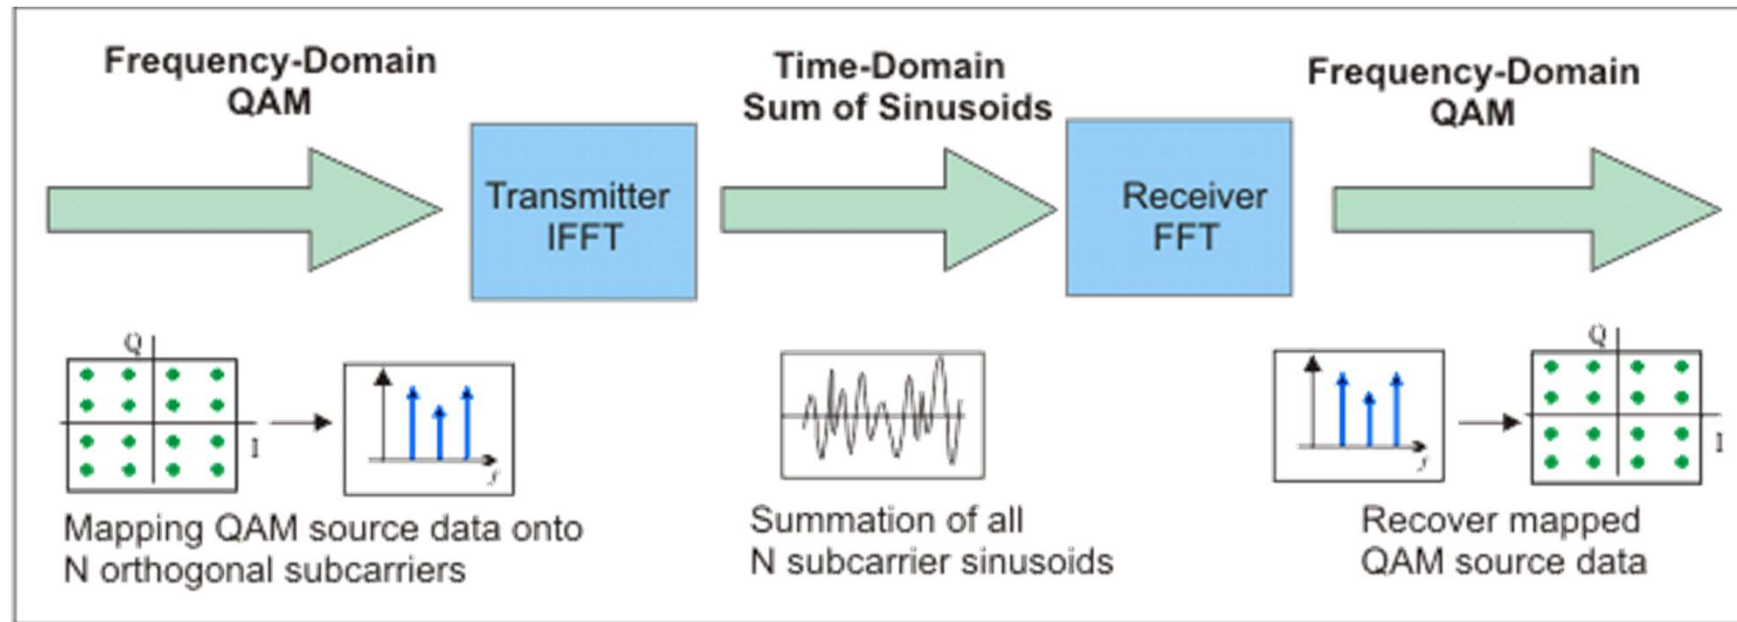 Frequency-Domain
QAM
Time-Domain
Sum of Sinusoids
Frequency-Domain
QAM
Transmitter
IFFT
Receiver
FFT
Q
I
f
Mapping QAM source data onto
N orthogonal subcarriers
Summation of all
N subcarrier sinusoids
f
Q
I
Recover mapped
QAM source data